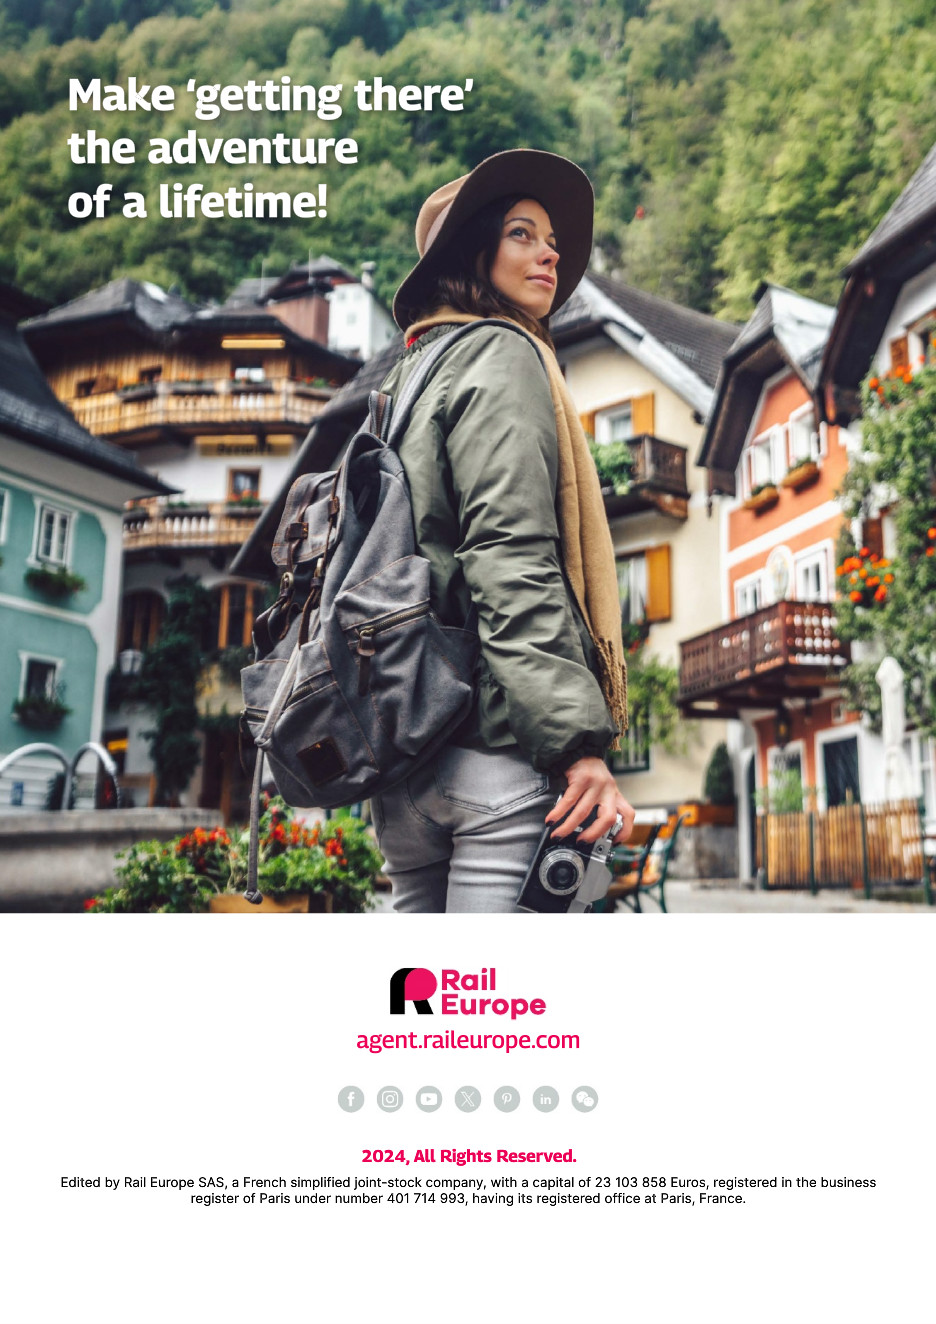 Make ‘getting there’
the adventure
of a lifetime!
Rail
Europe
agent.raileurope.com
2024, All Rights Reserved.
Edited by Rail Europe SAS, a French simplified joint-stock company, with a capital of 23 103 858 Euros, registered in the business
register of Paris under number 401 714 993, having its registered office at Paris, France.